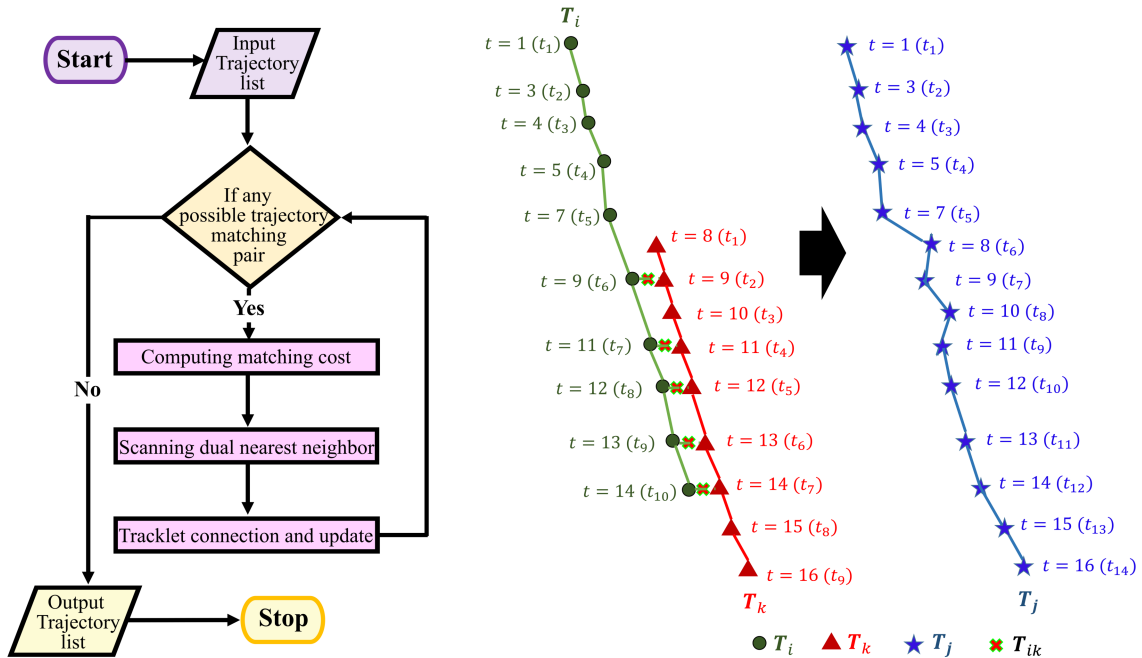 Start
Input
Trajectory
list
If any
possible trajectory
matching
pair
Yes
No
Computing matching cost
Scanning dual nearest neighbor
Tracklet connection and update
Output
Trajectory
list
Stop
T_i
t = 1 (t_1)
t = 3 (t_2)
t = 4 (t_3)
t = 5 (t_4)
t = 7 (t_5)
t = 9 (t_6)
t = 11 (t_7)
t = 12 (t_8)
t = 13 (t_9)
t = 14 (t_10)
t = 8 (t_1)
t = 9 (t_2)
t = 10 (t_3)
t = 11 (t_4)
t = 12 (t_5)
t = 13 (t_6)
t = 14 (t_7)
t = 15 (t_8)
t = 16 (t_9)
T_k
t = 1 (t_1)
t = 3 (t_2)
t = 4 (t_3)
t = 5 (t_4)
t = 7 (t_5)
t = 8 (t_6)
t = 9 (t_7)
t = 10 (t_8)
t = 11 (t_9)
t = 12 (t_10)
t = 13 (t_11)
t = 14 (t_12)
t = 15 (t_13)
t = 16 (t_14)
T_j
T_i T_k T_j T_ik